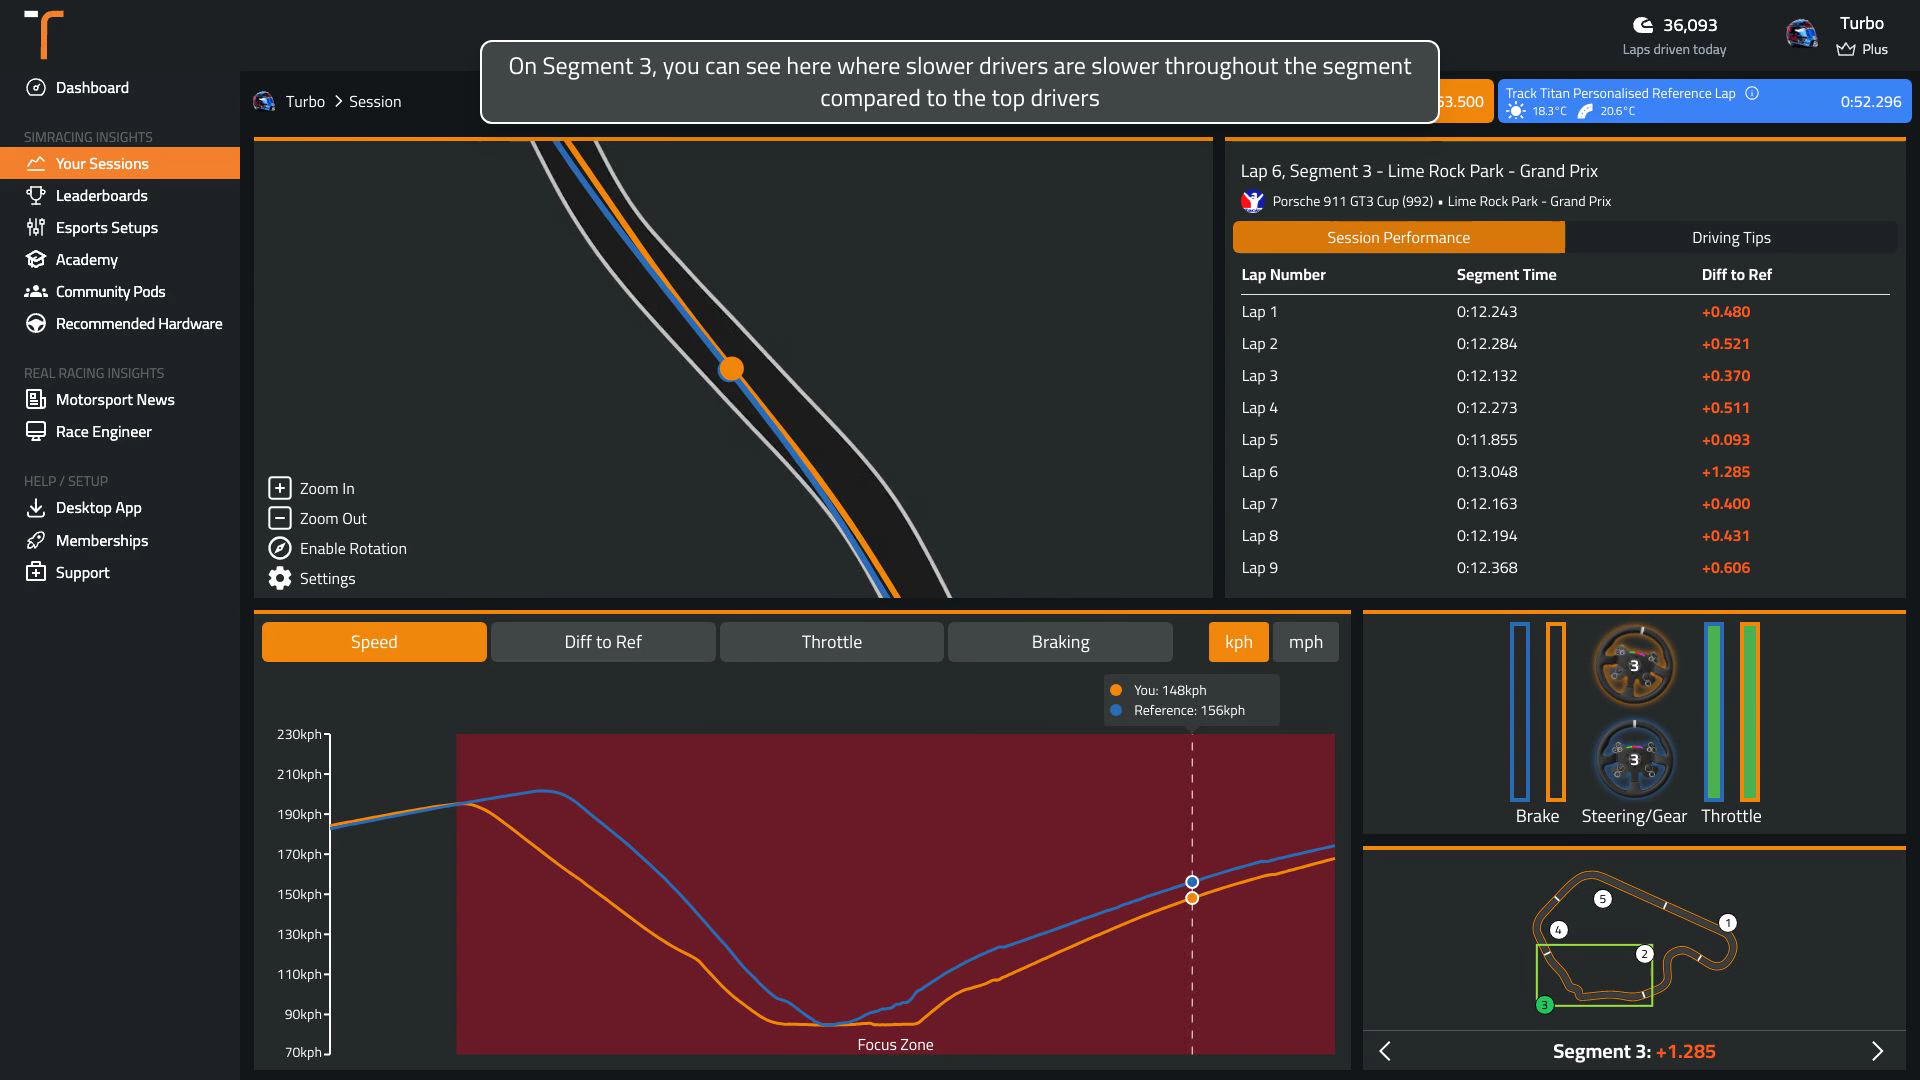 36,093
Laps driven today
Turbo
Plus
On Segment 3, you can see here where slower drivers are slower throughout the segment
compared to the top drivers
Dashboard
SIMRACING INSIGHTS
Your Sessions
Leaderboards
Esports Setups
Academy
Community Pods
Recommended Hardware
REAL RACING INSIGHTS
Motorsport News
Race Engineer
HELP / SETUP
Desktop App
Memberships
Support
Turbo > Session
53.500
Track Titan Personalised Reference Lap
18.3°C 20.6°C
0:52.296
Zoom In
Zoom Out
Enable Rotation
Settings
Lap 6, Segment 3 - Lime Rock Park - Grand Prix
Porsche 911 GT3 Cup (992) • Lime Rock Park - Grand Prix
Session Performance Driving Tips
Lap Number Segment Time Diff to Ref
Lap 1 0:12.243 +0.480
Lap 2 0:12.284 +0.521
Lap 3 0:12.132 +0.370
Lap 4 0:12.273 +0.511
Lap 5 0:11.855 +0.093
Lap 6 0:13.048 +1.285
Lap 7 0:12.163 +0.400
Lap 8 0:12.194 +0.431
Lap 9 0:12.368 +0.606
Speed Diff to Ref Throttle Braking kph mph
You: 148kph
Reference: 156kph
230kph
210kph
190kph
170kph
150kph
130kph
110kph
90kph
70kph
Focus Zone
3
3
Brake Steering/Gear Throttle
5
1
4
2
3
Segment 3: +1.285